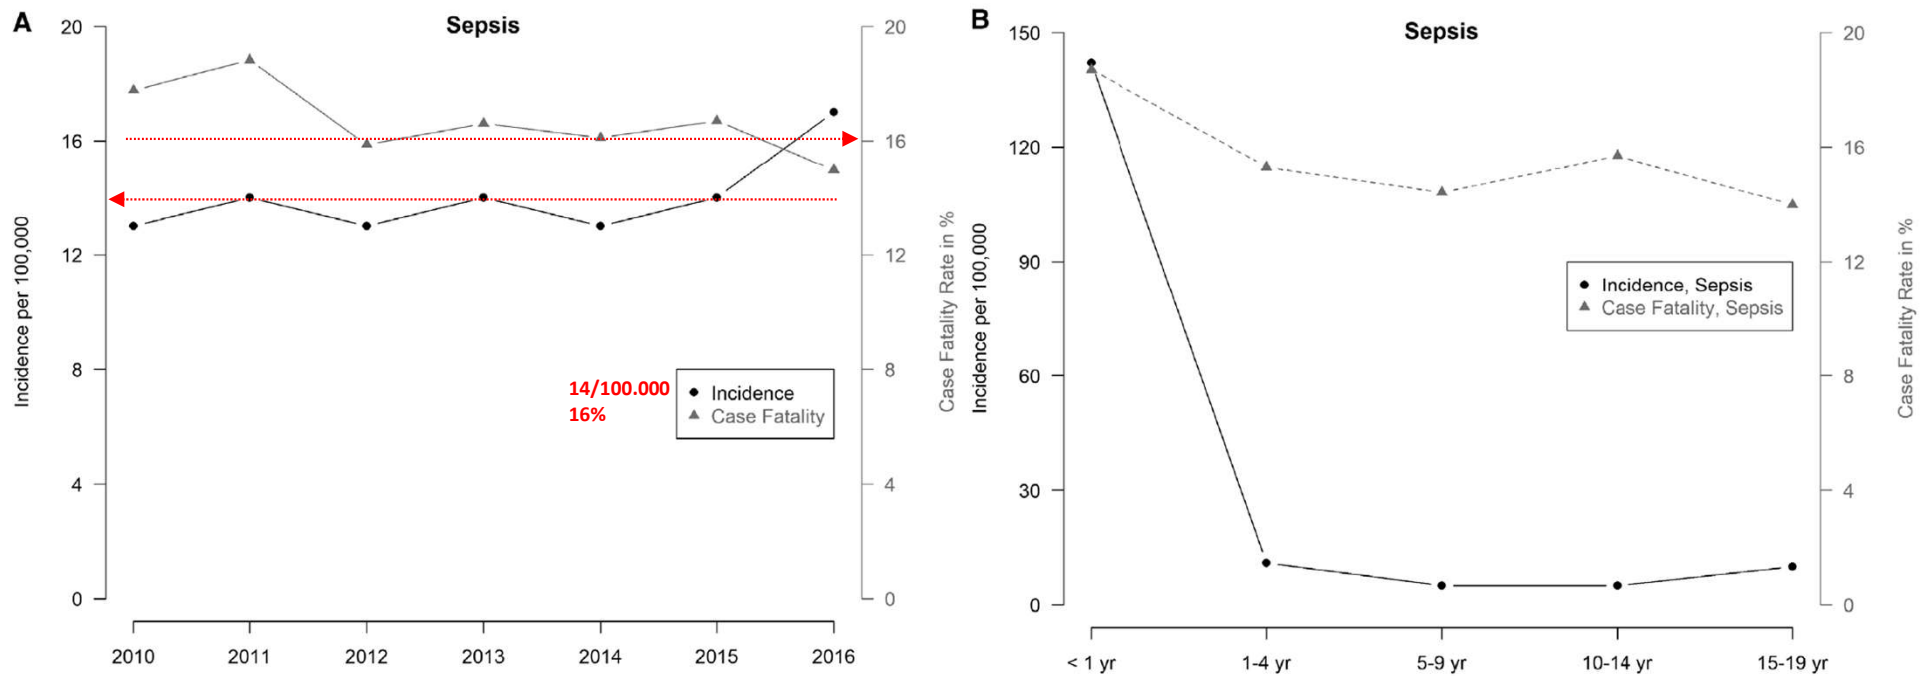 A
Sepsis
20
16
12
8
4
0
Incidence per 100,000
20
16
12
8
4
0
Case Fatality Rate in %
14/100.000
16%
Incidence
Case Fatality
2010 2011 2012 2013 2014 2015 2016
B
Sepsis
150
120
90
60
30
0
Incidence per 100,000
20
16
12
8
4
0
Case Fatality Rate in %
Incidence, Sepsis
Case Fatality, Sepsis
< 1 yr 1-4 yr 5-9 yr 10-14 yr 15-19 yr